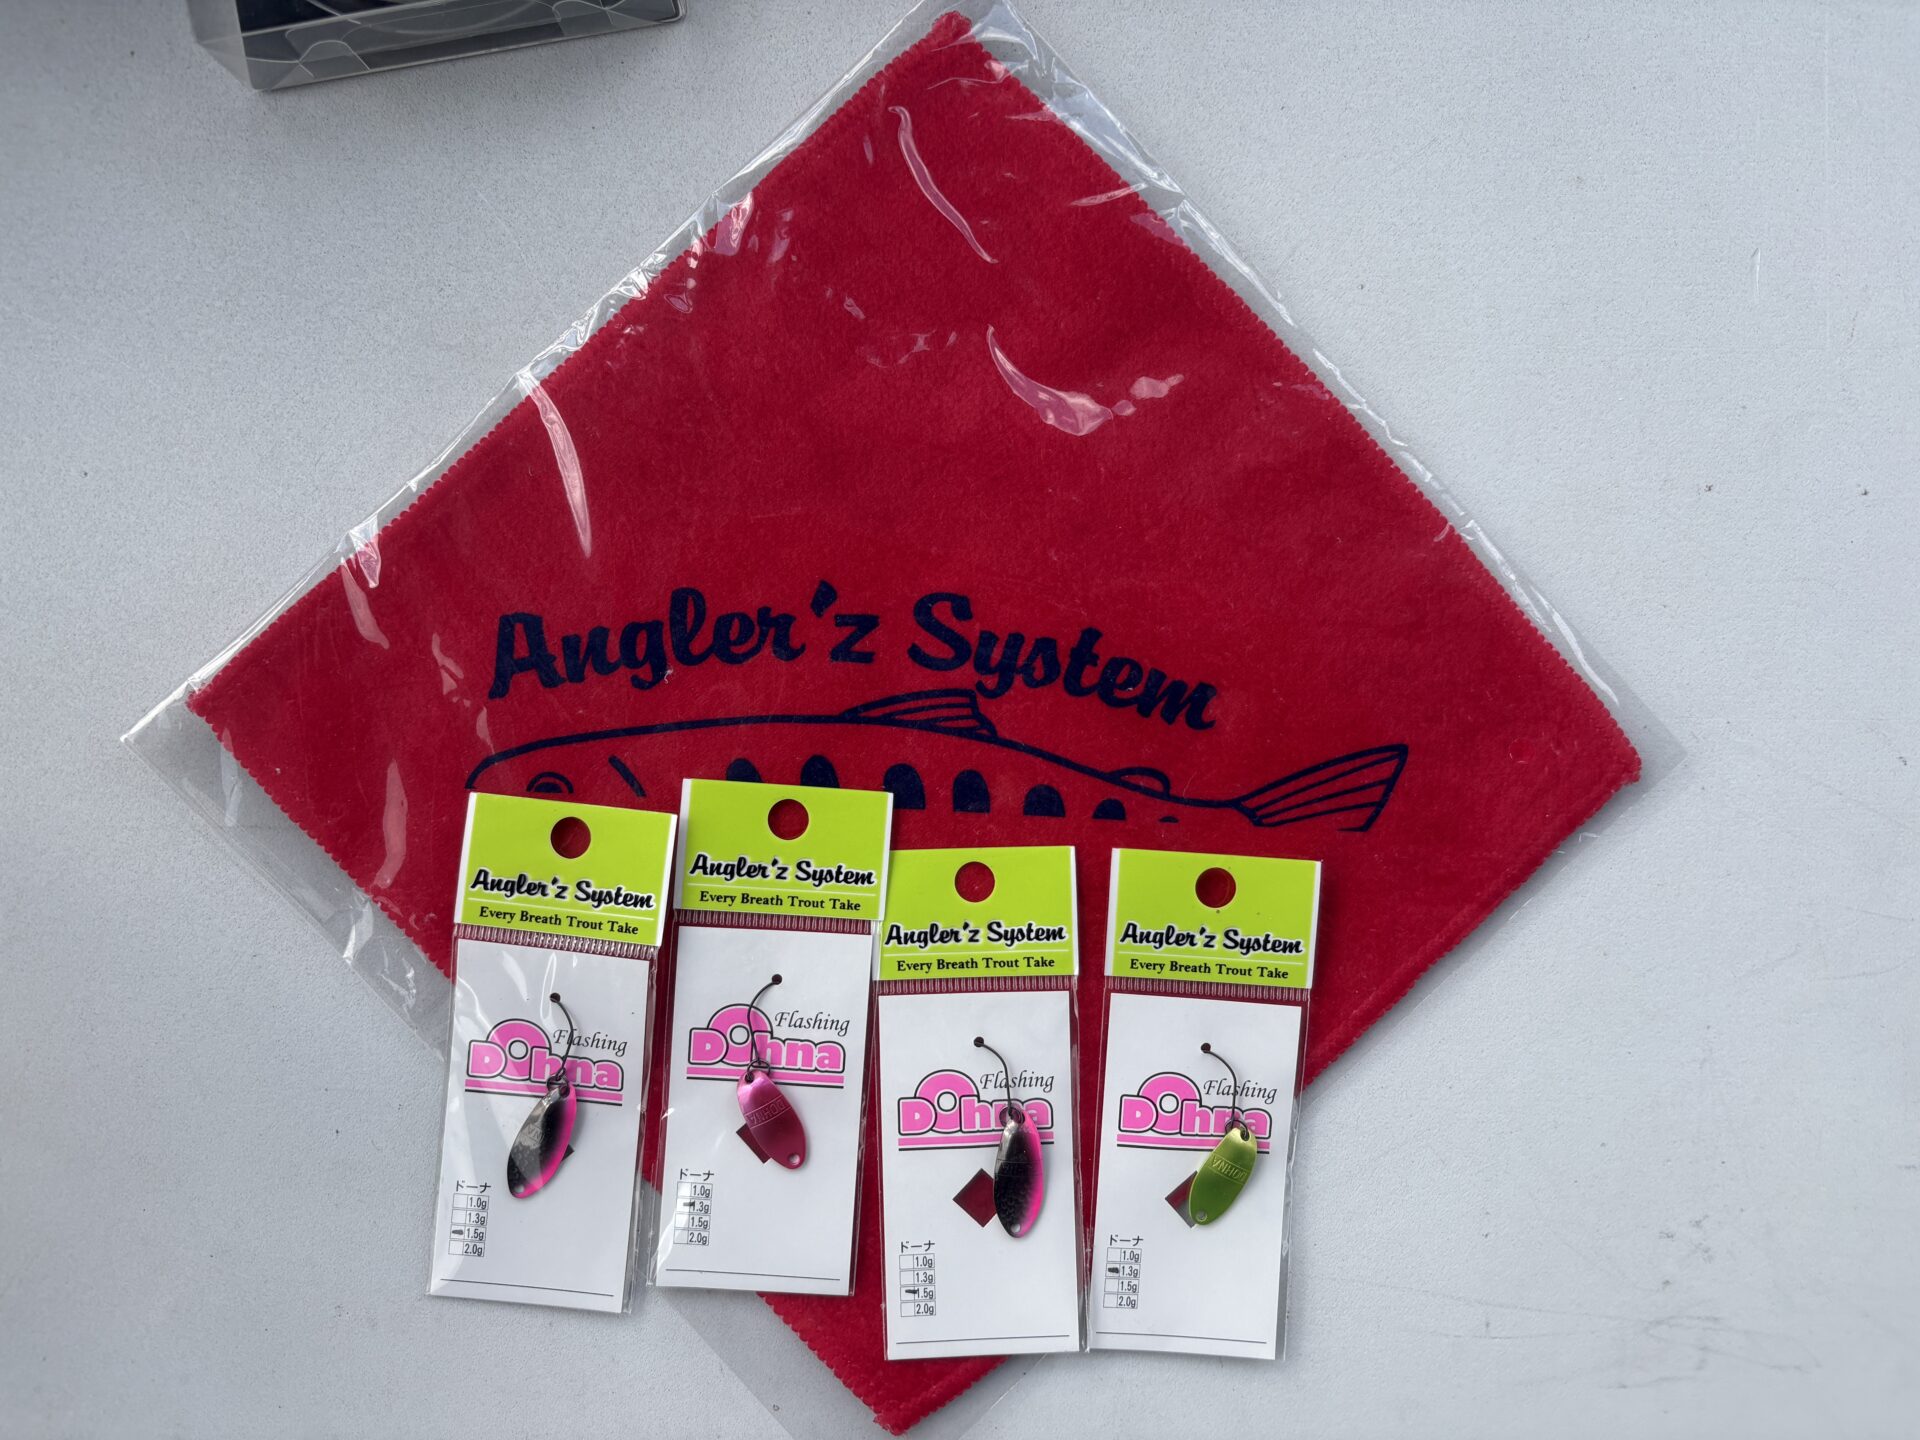 Angler'z System
Angler'z System
Every Breath Trout Take
Flashing
Dohna
ドーナ
1.0g
1.3g
1.5g
2.0g
Angler'z System
Every Breath Trout Take
Flashing
Dohna
DOHNA
ドーナ
1.0g
1.3g
1.5g
2.0g
Angler'z System
Every Breath Trout Take
Flashing
Dohna
ドーナ
1.0g
1.3g
1.5g
2.0g
Angler'z System
Every Breath Trout Take
Flashing
Dohna
DOHNA
ドーナ
1.0g
1.3g
1.5g
2.0g